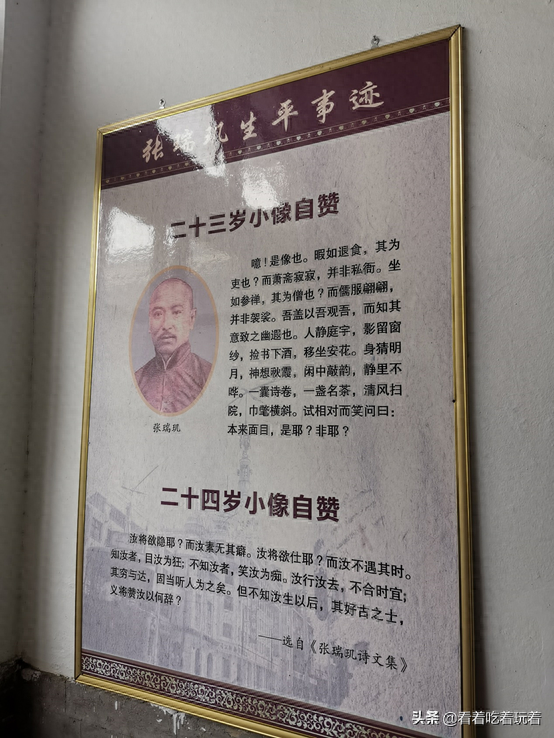 张瑞玑生平事迹
二十三岁小像自赞
噫！是像也。暇如退食，其为
吏也？而萧斋寂寂，并非私衙。坐
如参禅，其为僧也？而儒服翩翩，
并非袈裟。吾盖以吾观吾，而知其
意致之幽遐也。人静庭宇，影留窗
纱，捡书下酒，移坐安花。身猜明
月，神想秋霞，闲中敲韵，静里不
哗。一囊诗卷，一盏名茶，清风扫
院，巾氅横斜。试相对而笑问曰：
本来面目，是耶？非耶？
张瑞玑
二十四岁小像自赞
汝将欲隐耶？而汝素无其癖。汝将欲仕耶？而汝不遇其时。
知汝者，目汝为狂；不知汝者，笑汝为痴。汝行汝去，不合时宜；
其穷与达，固当听人为之矣。但不知汝生以后，其好古之士，
又将赞汝以何辞？
——选自《张瑞玑诗文集》
头条 @看着吃着玩着